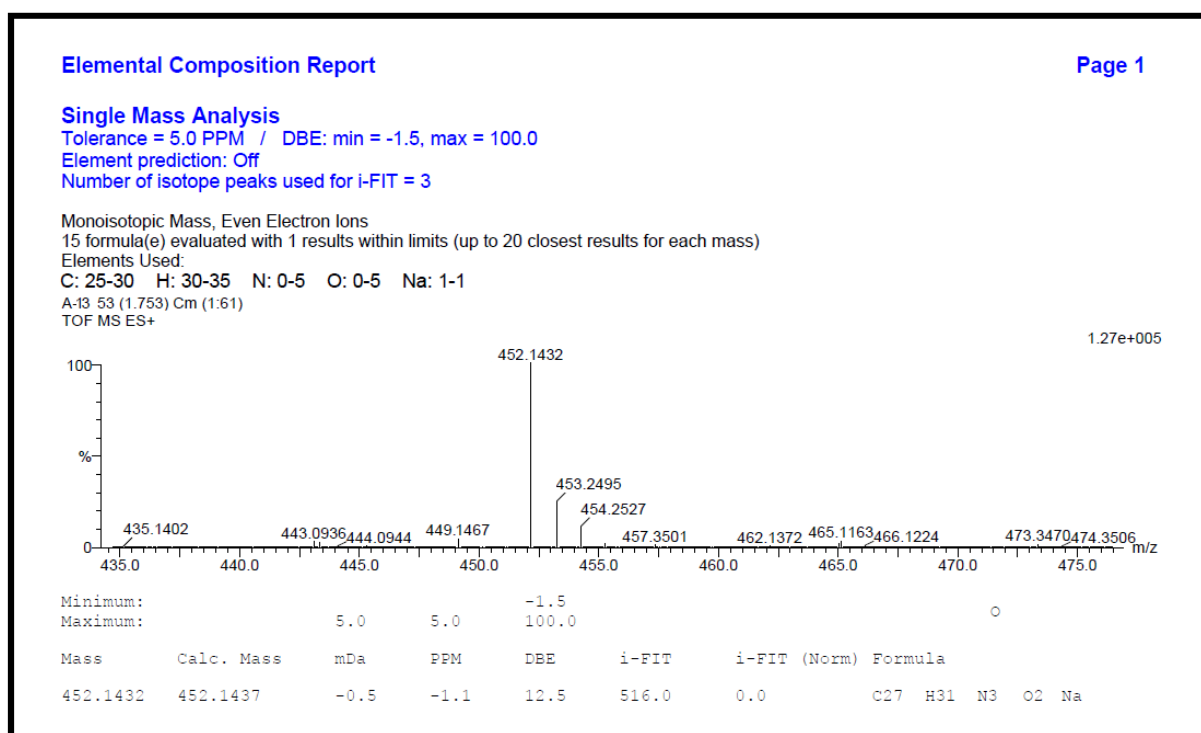 Elemental Composition Report Page 1
Single Mass Analysis
Tolerance = 5.0 PPM / DBE: min = -1.5, max = 100.0
Element prediction: Off
Number of isotope peaks used for i-FIT = 3
Monoisotopic Mass, Even Electron Ions
15 formula(e) evaluated with 1 results within limits (up to 20 closest results for each mass)
Elements Used:
C: 25-30 H: 30-35 N: 0-5 O: 0-5 Na: 1-1
A-13 53 (1.753) Cm (1:61)
TOF MS ES+
1.27e+005
452.1432
100
%
453.2495
454.2527
435.1402 443.0936 444.0944 449.1467 457.3501 462.1372 465.1163 466.1224 473.3470 474.3506
0 m/z
435.0 440.0 445.0 450.0 455.0 460.0 465.0 470.0 475.0
Minimum: -1.5
O
Maximum: 5.0 5.0 100.0
Mass Calc. Mass mDa PPM DBE i-FIT i-FIT (Norm) Formula
452.1432 452.1437 -0.5 -1.1 12.5 516.0 0.0 C27 H31 N3 O2 Na